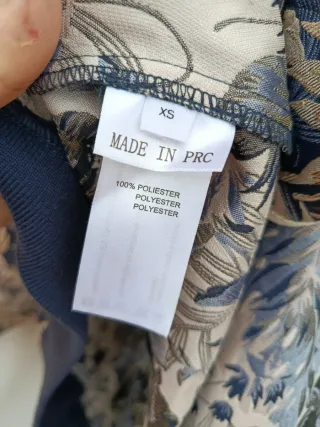 XS
MADE IN PRC
100% POLIESTER
POLYESTER
POLYESTER